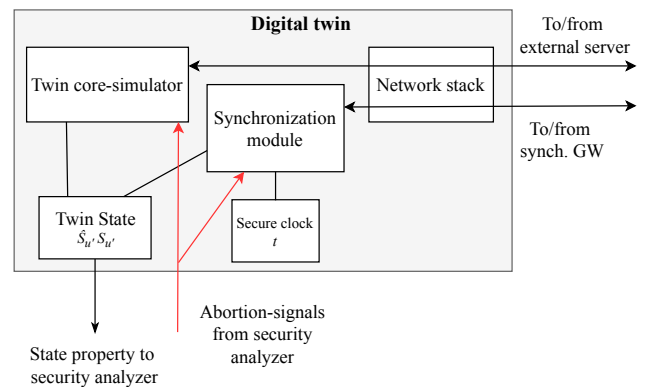 Digital twin
To/from
external server
Twin core-simulator
Network stack
Synchronization
module
To/from
synch. GW
Twin State
Ŝu' Su'
Secure clock
t
Abortion-signals
from security
analyzer
State property to
security analyzer